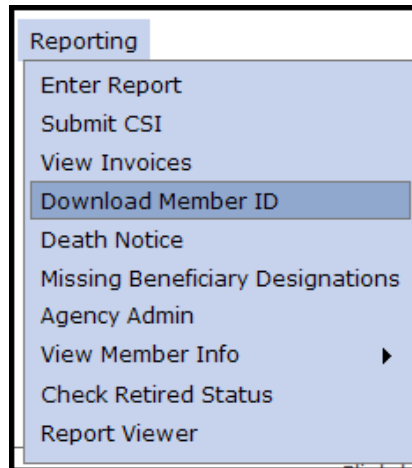 Reporting
Enter Report
Submit CSI
View Invoices
Download Member ID
Death Notice
Missing Beneficiary Designations
Agency Admin
View Member Info
Check Retired Status
Report Viewer